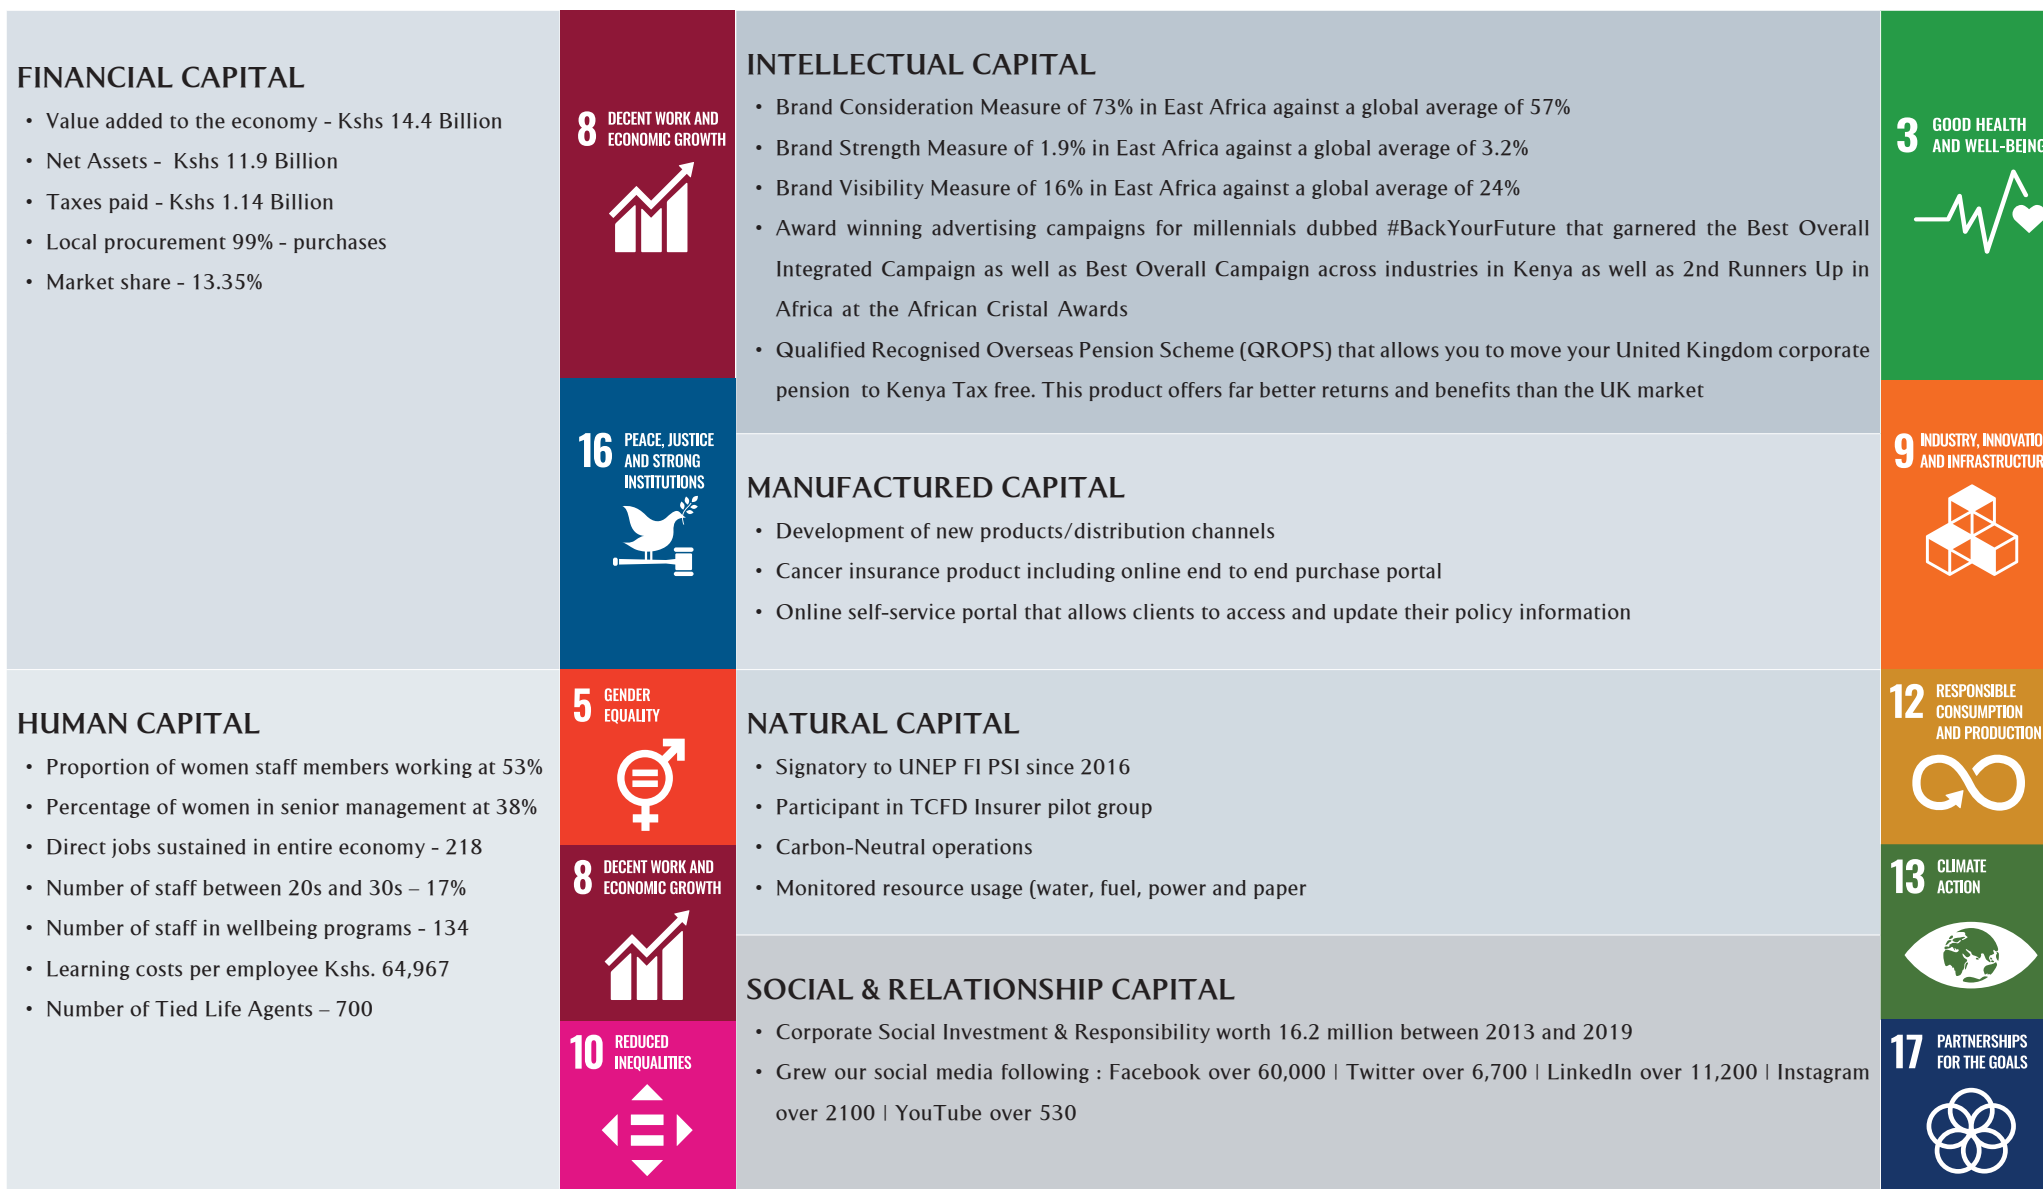 FINANCIAL CAPITAL
• Value added to the economy - Kshs 14.4 Billion
• Net Assets - Kshs 11.9 Billion
• Taxes paid - Kshs 1.14 Billion
• Local procurement 99% - purchases
• Market share - 13.35%
8 DECENT WORK AND
ECONOMIC GROWTH
16 PEACE, JUSTICE
AND STRONG
INSTITUTIONS
INTELLECTUAL CAPITAL
• Brand Consideration Measure of 73% in East Africa against a global average of 57%
• Brand Strength Measure of 1.9% in East Africa against a global average of 3.2%
• Brand Visibility Measure of 16% in East Africa against a global average of 24%
• Award winning advertising campaigns for millennials dubbed #BackYourFuture that garnered the Best Overall
Integrated Campaign as well as Best Overall Campaign across industries in Kenya as well as 2nd Runners Up in
Africa at the African Cristal Awards
• Qualified Recognised Overseas Pension Scheme (QROPS) that allows you to move your United Kingdom corporate
pension to Kenya Tax free. This product offers far better returns and benefits than the UK market
3 GOOD HEALTH
AND WELL-BEING
MANUFACTURED CAPITAL
• Development of new products/distribution channels
• Cancer insurance product including online end to end purchase portal
• Online self-service portal that allows clients to access and update their policy information
9 INDUSTRY, INNOVATIO
AND INFRASTRUCTUR
HUMAN CAPITAL
• Proportion of women staff members working at 53%
• Percentage of women in senior management at 38%
• Direct jobs sustained in entire economy - 218
• Number of staff between 20s and 30s – 17%
• Number of staff in wellbeing programs - 134
• Learning costs per employee Kshs. 64,967
• Number of Tied Life Agents – 700
5 GENDER
EQUALITY
8 DECENT WORK AND
ECONOMIC GROWTH
10 REDUCED
INEQUALITIES
NATURAL CAPITAL
• Signatory to UNEP FI PSI since 2016
• Participant in TCFD Insurer pilot group
• Carbon-Neutral operations
• Monitored resource usage (water, fuel, power and paper
12 RESPONSIBLE
CONSUMPTION
AND PRODUCTION
13 CLIMATE
ACTION
SOCIAL & RELATIONSHIP CAPITAL
• Corporate Social Investment & Responsibility worth 16.2 million between 2013 and 2019
• Grew our social media following : Facebook over 60,000 | Twitter over 6,700 | LinkedIn over 11,200 | Instagram
over 2100 | YouTube over 530
17 PARTNERSHIPS
FOR THE GOALS